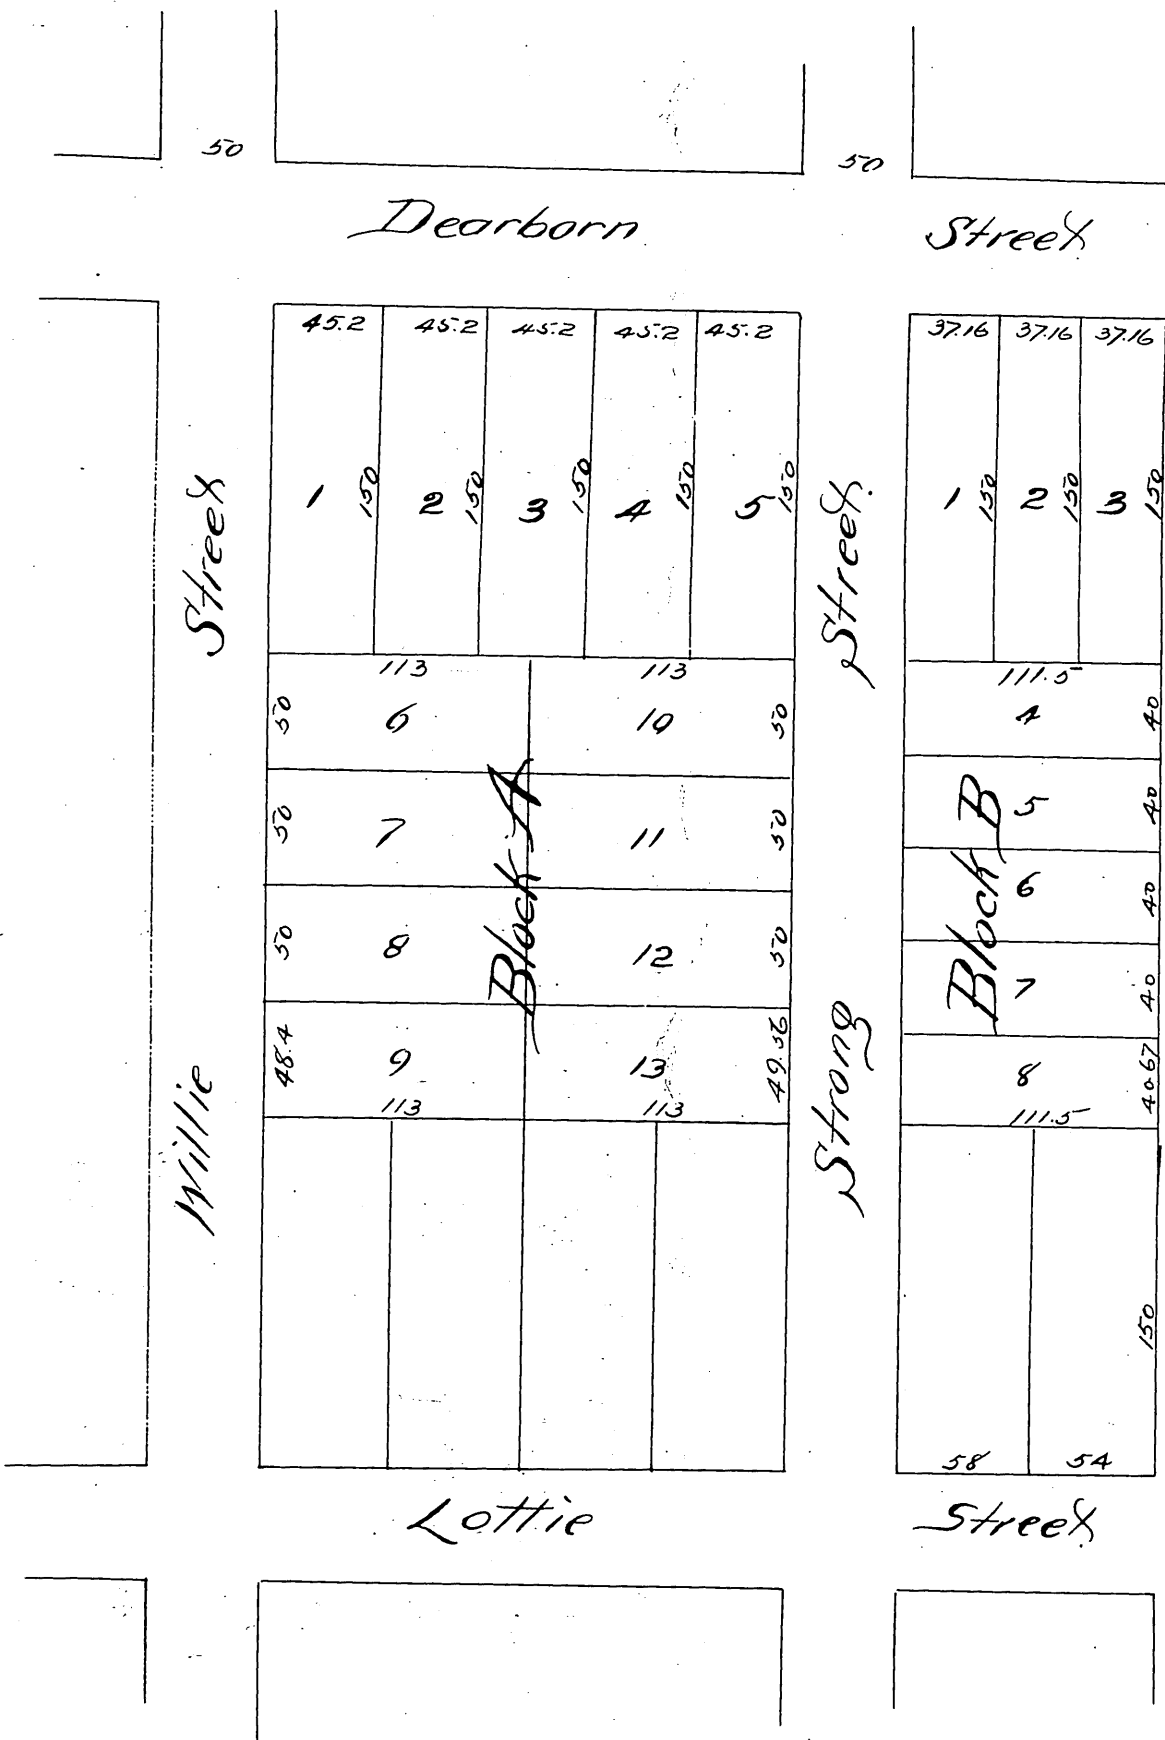 50
50
Dearborn Street
45.2 45.2 45.2 45.2 45.2
37.16 37.16 37.16
1 150 2 150 3 150 4 150 5 150
1 150 2 150 3 150
Street
Street
113 113
111.5
50 6 10 50
4 40
50 7 11 50
5 40
Block A
Block B
6 40
50 8 12 50
7 40
48.4 9 13 49.56
8 40.67
113 113
111.5
Willie
Strong
150
58 54
Lottie Street